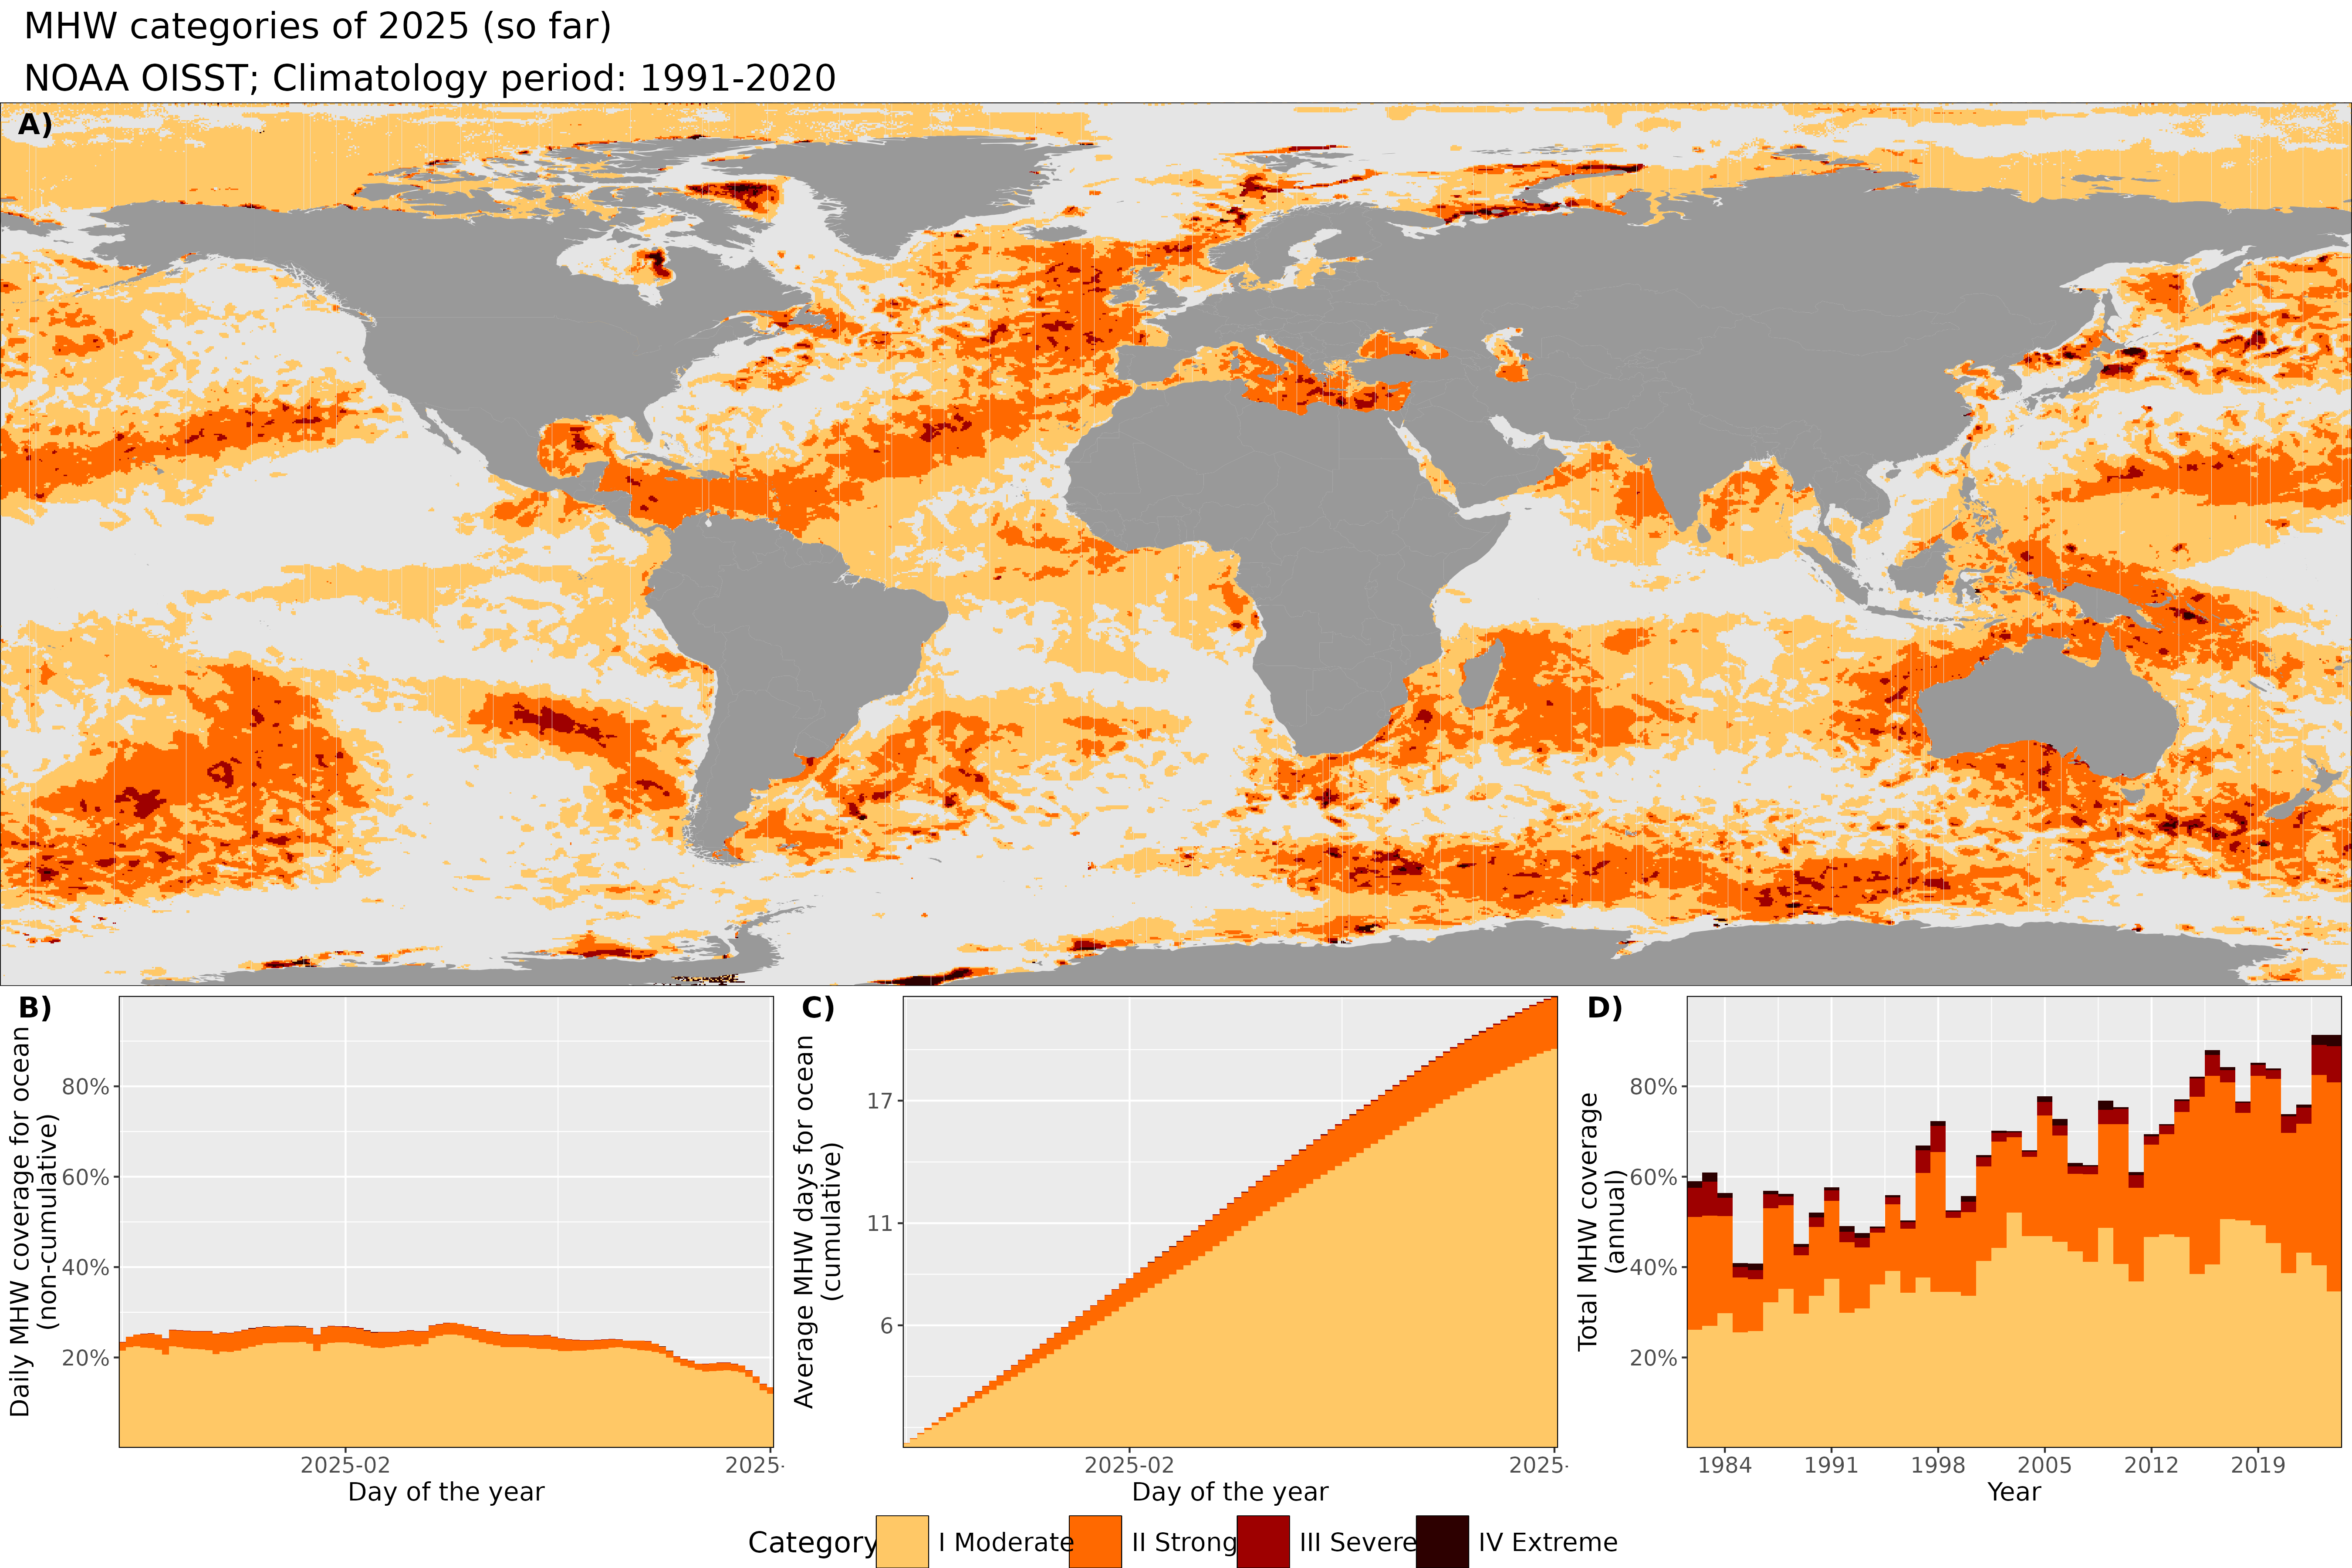 MHW categories of 2025 (so far)
NOAA OISST; Climatology period: 1991-2020
A)
B)
Daily MHW coverage for ocean
(non-cumulative)
80%
60%
40%
20%
2025-02
2025-
Day of the year
C)
Average MHW days for ocean
(cumulative)
17
11
6
2025-02
2025-
Day of the year
D)
Total MHW coverage
(annual)
80%
60%
40%
20%
1984 1991 1998 2005 2012 2019
Year
Category I Moderate II Strong III Severe IV Extreme